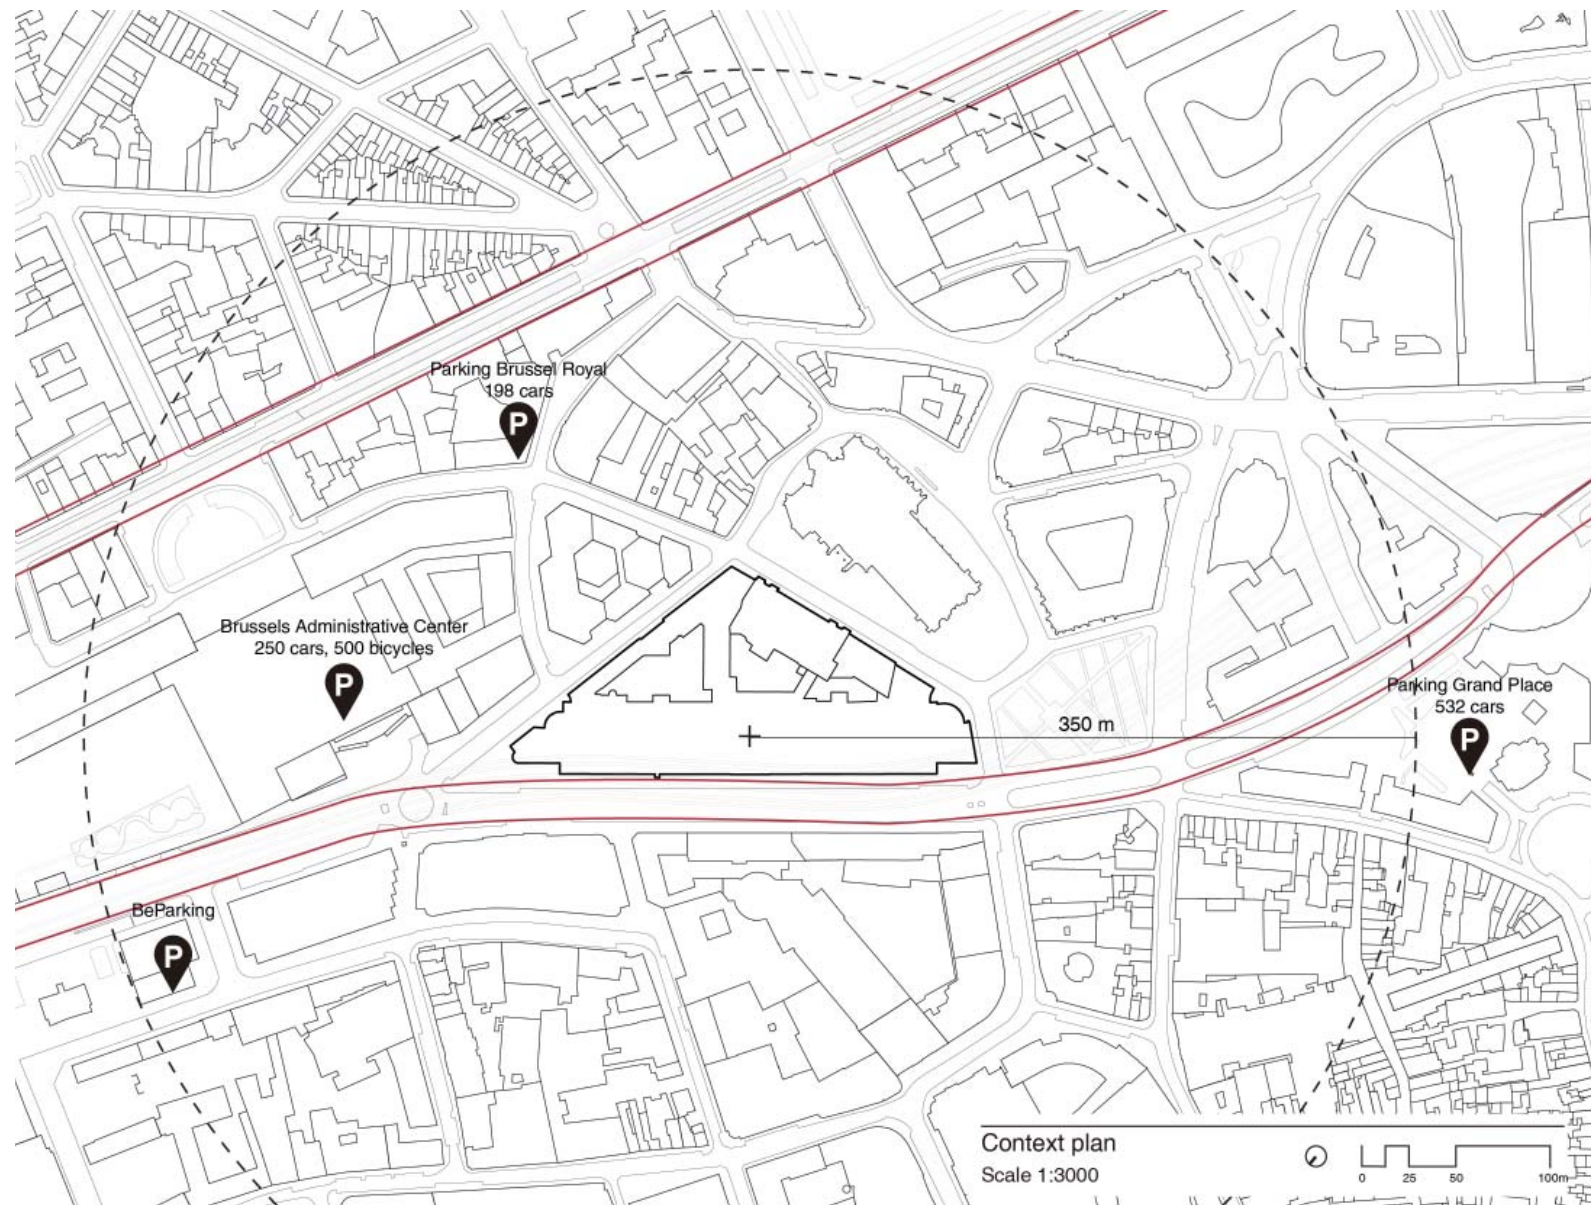 Parking Brussel Royal
198 cars
P
Brussels Administrative Center
250 cars, 500 bicycles
P
Parking Grand Place
532 cars
P
350 m
BeParking
P
Context plan
Scale 1:3000
0 25 50 100m